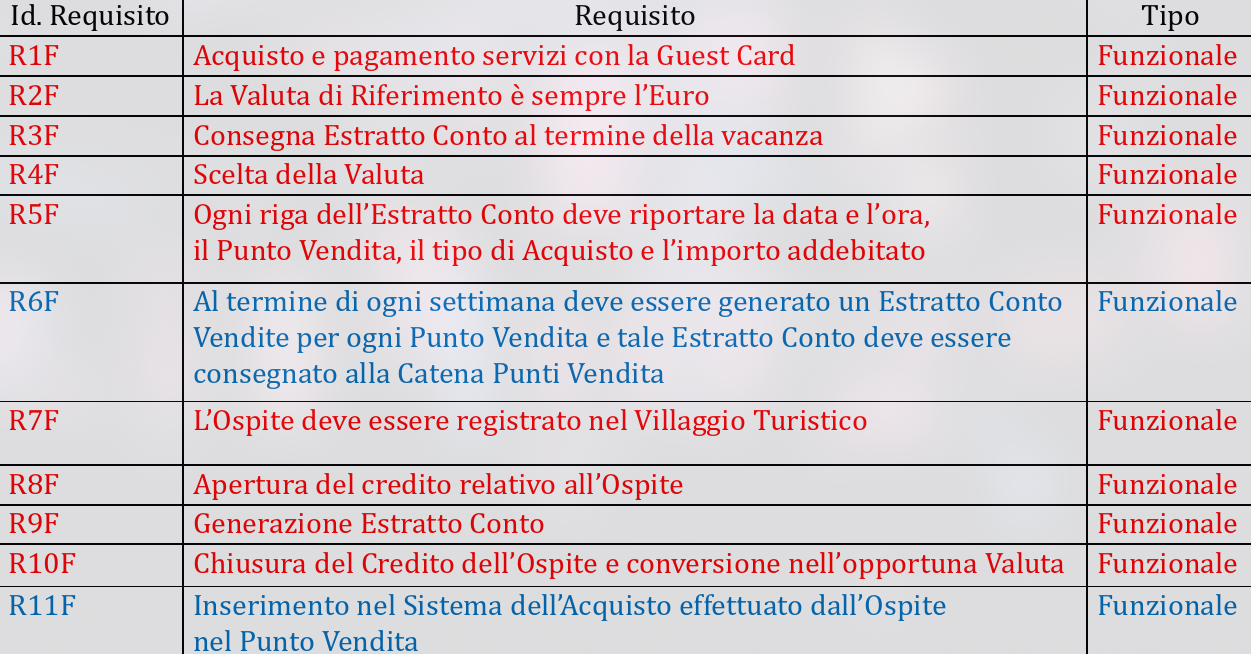 Id. Requisito Requisito Tipo
R1F Acquisto e pagamento servizi con la Guest Card Funzionale
R2F La Valuta di Riferimento è sempre l’Euro Funzionale
R3F Consegna Estratto Conto al termine della vacanza Funzionale
R4F Scelta della Valuta Funzionale
R5F Ogni riga dell’Estratto Conto deve riportare la data e l’ora, Funzionale
il Punto Vendita, il tipo di Acquisto e l’importo addebitato
R6F Al termine di ogni settimana deve essere generato un Estratto Conto Funzionale
Vendite per ogni Punto Vendita e tale Estratto Conto deve essere
consegnato alla Catena Punti Vendita
R7F L’Ospite deve essere registrato nel Villaggio Turistico Funzionale
R8F Apertura del credito relativo all’Ospite Funzionale
R9F Generazione Estratto Conto Funzionale
R10F Chiusura del Credito dell’Ospite e conversione nell’opportuna Valuta Funzionale
R11F Inserimento nel Sistema dell’Acquisto effettuato dall’Ospite Funzionale
nel Punto Vendita